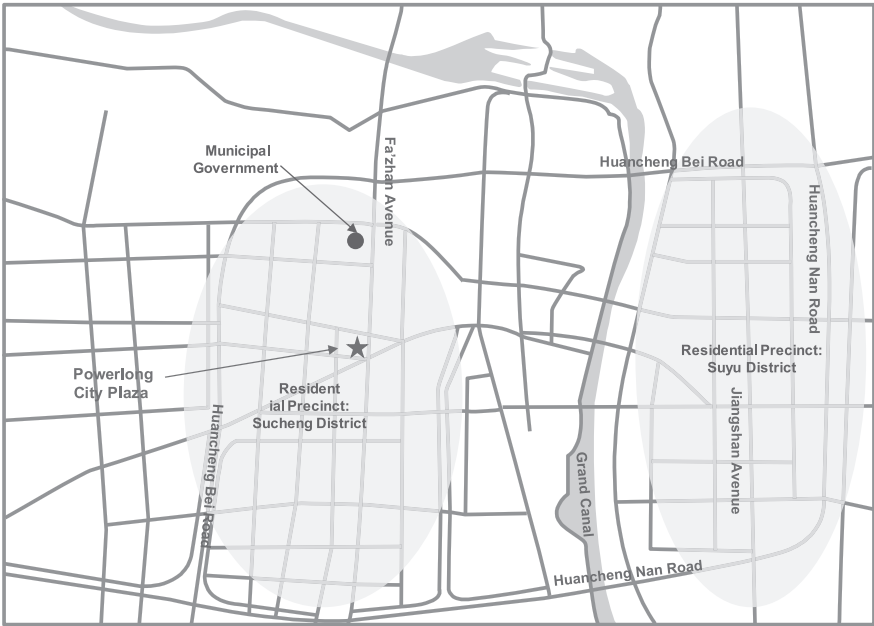 Municipal
Government
Fa'zhan Avenue
Huancheng Bei Road
Huancheng Nan Road
Powerlong
City Plaza
Resident
ial Precinct:
Sucheng District
Residential Precinct:
Suyu District
Huancheng Bei Road
Jiangshan Avenue
Grand Canal
Huancheng Nan Road